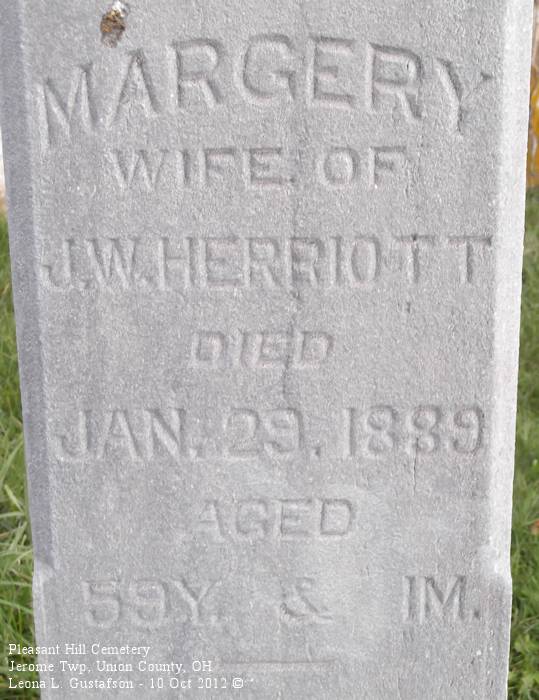 MARGERY
WIFE OF
J.W.HERRIOTT
DIED
JAN. 29. 1889
AGED
59Y. & 1M.
Pleasant Hill Cemetery
Jerome Twp, Union County, OH
Leona L. Gustafson - 10 Oct 2012 ©